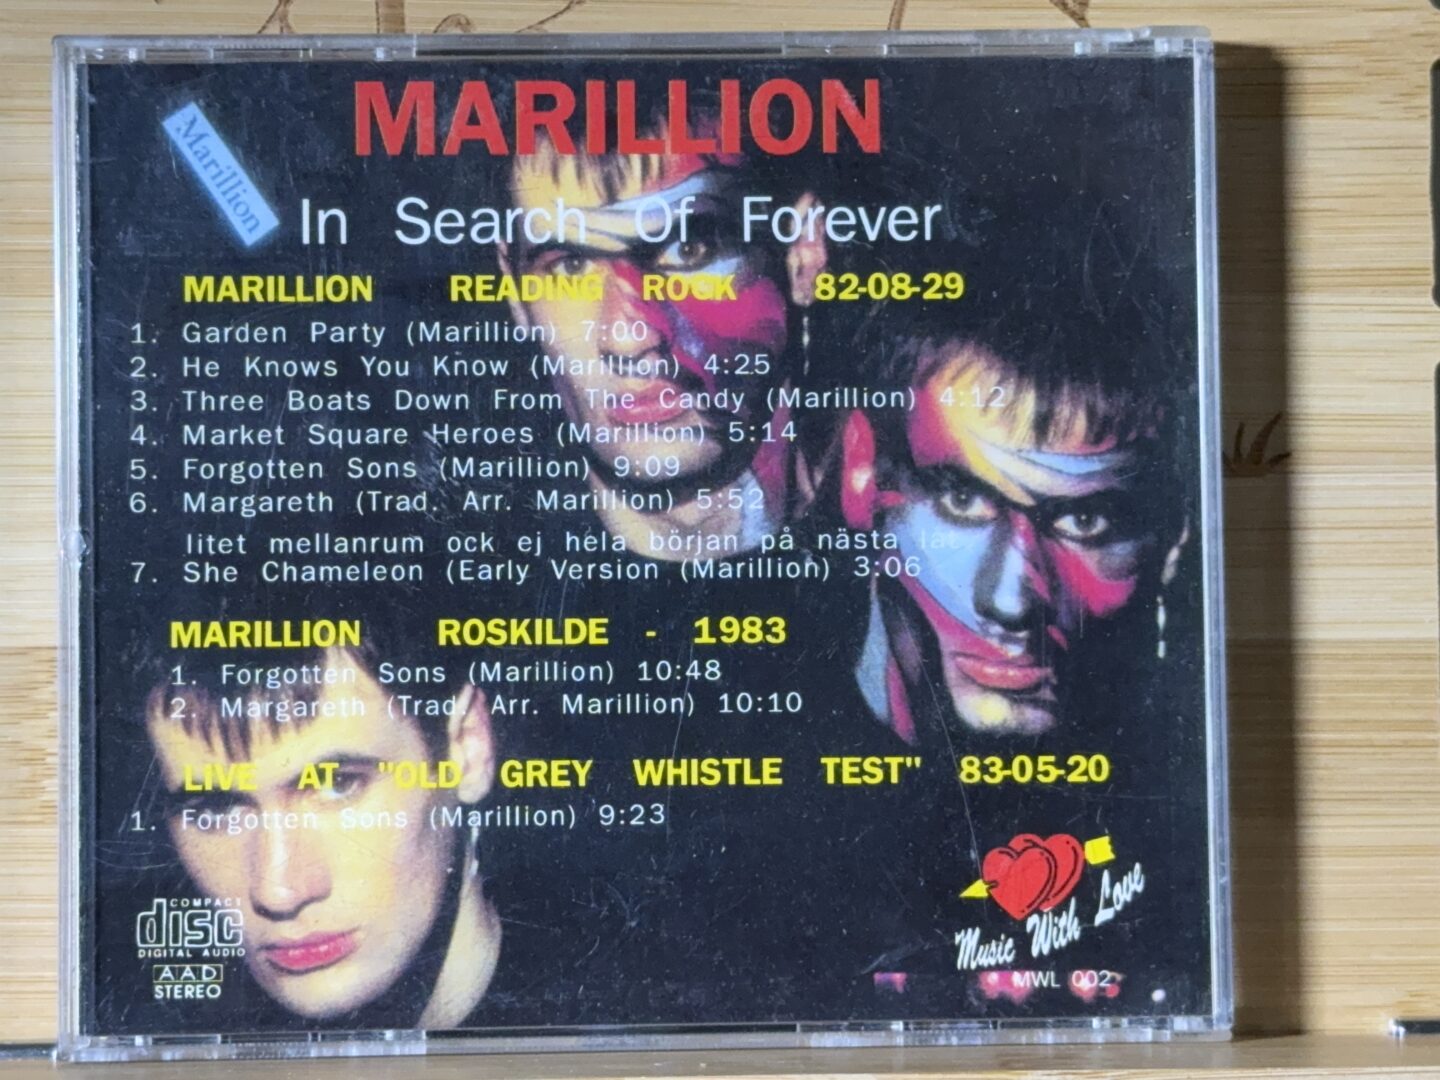 MARILLION
Marillion
In Search Of Forever
MARILLION READING ROCK 82-08-29
1. Garden Party (Marillion) 7:00
2. He Knows You Know (Marillion) 4:25
3. Three Boats Down From The Candy (Marillion) 4:12
4. Market Square Heroes (Marillion) 5:14
5. Forgotten Sons (Marillion) 9:09
6. Margareth (Trad. Arr. Marillion) 5:52
litet mellanrum ock ej hela början på nästa låt
7. She Chameleon (Early Version (Marillion) 3:06
MARILLION ROSKILDE - 1983
1. Forgotten Sons (Marillion) 10:48
2. Margareth (Trad. Arr. Marillion) 10:10
LIVE AT "OLD GREY WHISTLE TEST" 83-05-20
1. Forgotten Sons (Marillion) 9:23
COMPACT
disc
DIGITAL AUDIO
AAD
STEREO
Music With Love
MWL 002